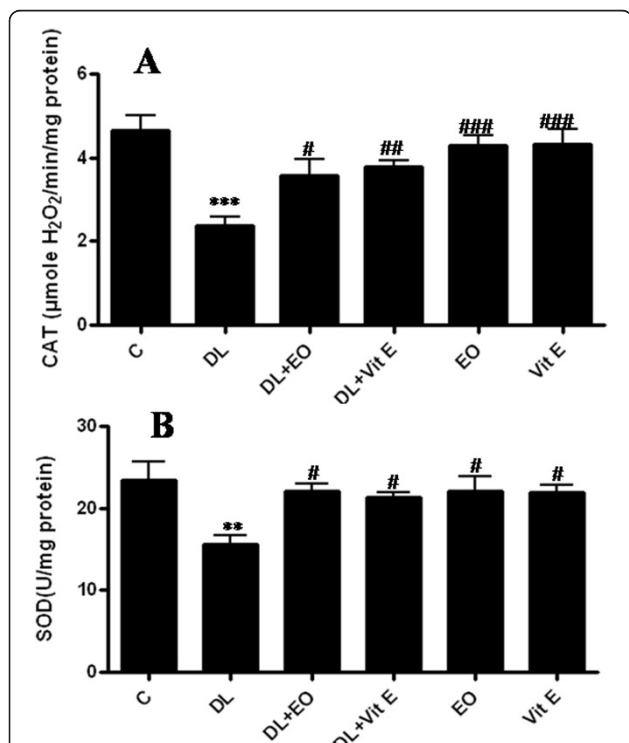 A
CAT (µmole H₂O₂/min/mg protein)
6
4
2
0
***
#
##
###
###
C
DL
DL+EO
DL+Vit E
EO
Vit E
B
SOD(U/mg protein)
30
20
10
0
**
#
#
#
#
C
DL
DL+EO
DL+Vit E
EO
Vit E